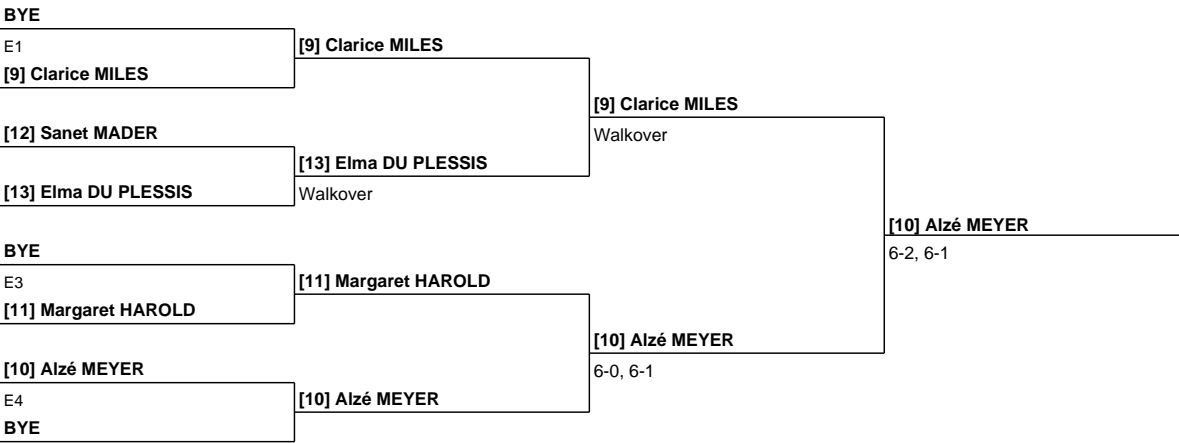 BYE
E1
[9] Clarice MILES
[9] Clarice MILES
[12] Sanet MADER
[13] Elma DU PLESSIS
[13] Elma DU PLESSIS
Walkover
[9] Clarice MILES
Walkover
BYE
E3
[11] Margaret HAROLD
[11] Margaret HAROLD
[10] Alzé MEYER
E4
BYE
[10] Alzé MEYER
[10] Alzé MEYER
6-0, 6-1
[10] Alzé MEYER
6-2, 6-1